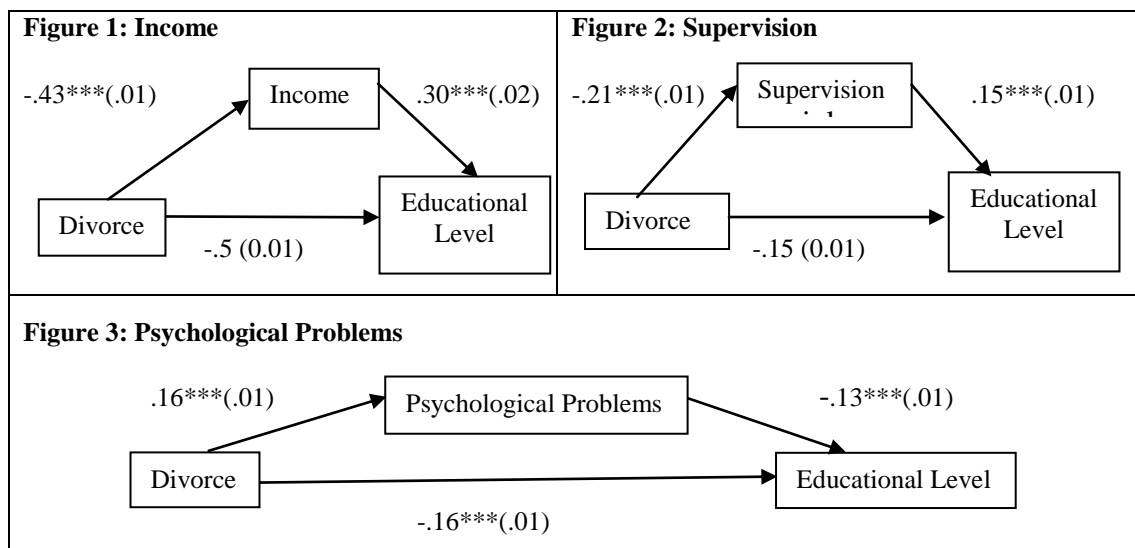 Figure 1: Income
-.43***(.01)
Income
.30***(.02)
Divorce
Educational
Level
-.5 (0.01)
Figure 2: Supervision
-.21***(.01)
Supervision
.15***(.01)
Divorce
Educational
Level
-.15 (0.01)
Figure 3: Psychological Problems
.16***(.01)
Psychological Problems
-.13***(.01)
Divorce
Educational Level
-.16***(.01)